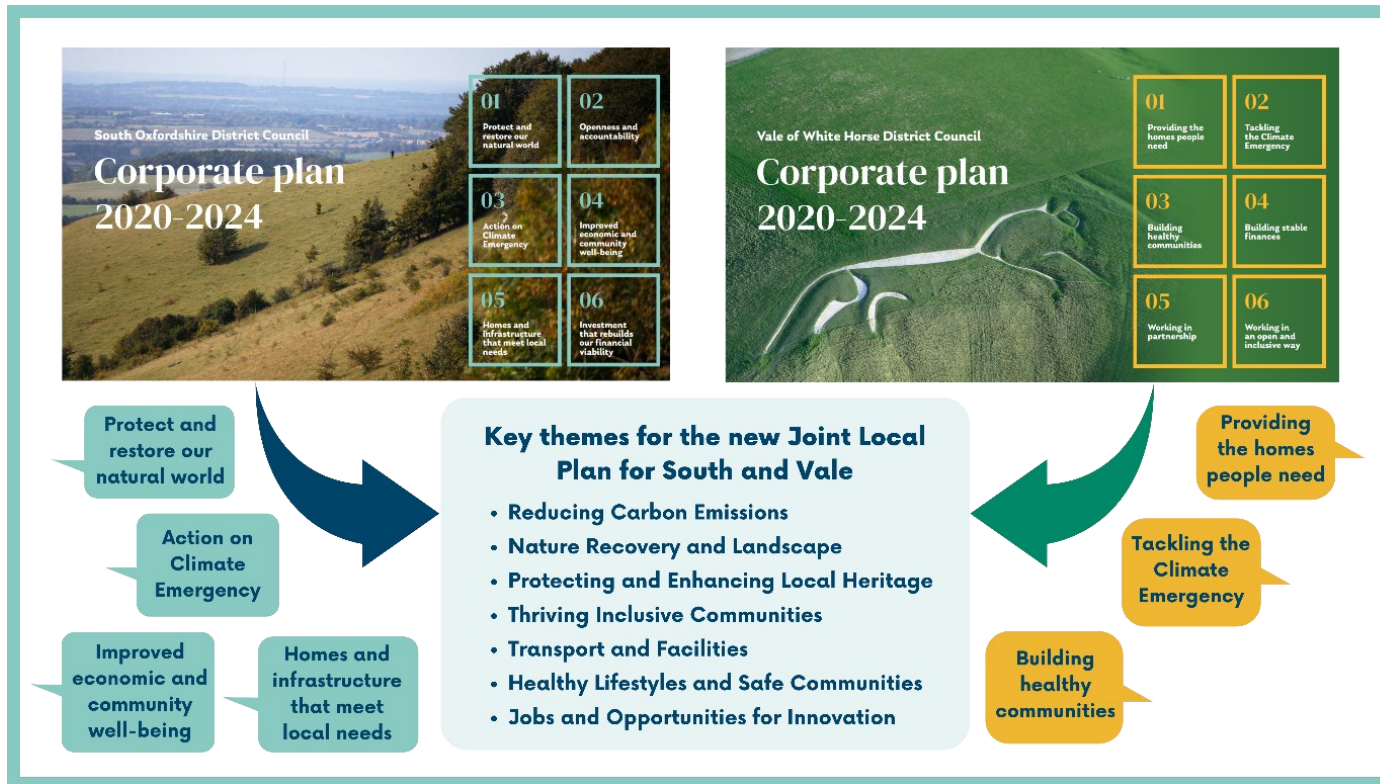 South Oxfordshire District Council
Corporate plan
2020-2024
01
Protect and
restore our
natural world
02
Openness and
accountability
03
Action on
Climate
Emergency
04
Improved
economic and
community
well-being
05
Homes and
infrastructure
that meet local
needs
06
Investment
that rebuilds
our financial
viability
Vale of White Horse District Council
Corporate plan
2020-2024
01
Providing the
homes people
need
02
Tackling
the Climate
Emergency
03
Building
healthy
communities
04
Building stable
finances
05
Working in
partnership
06
Working in
an open and
inclusive way
Protect and
restore our
natural world
Action on
Climate
Emergency
Improved
economic and
community
well-being
Homes and
infrastructure
that meet
local needs
Key themes for the new Joint Local
Plan for South and Vale
• Reducing Carbon Emissions
• Nature Recovery and Landscape
• Protecting and Enhancing Local Heritage
• Thriving Inclusive Communities
• Transport and Facilities
• Healthy Lifestyles and Safe Communities
• Jobs and Opportunities for Innovation
Providing
the homes
people need
Tackling the
Climate
Emergency
Building
healthy
communities